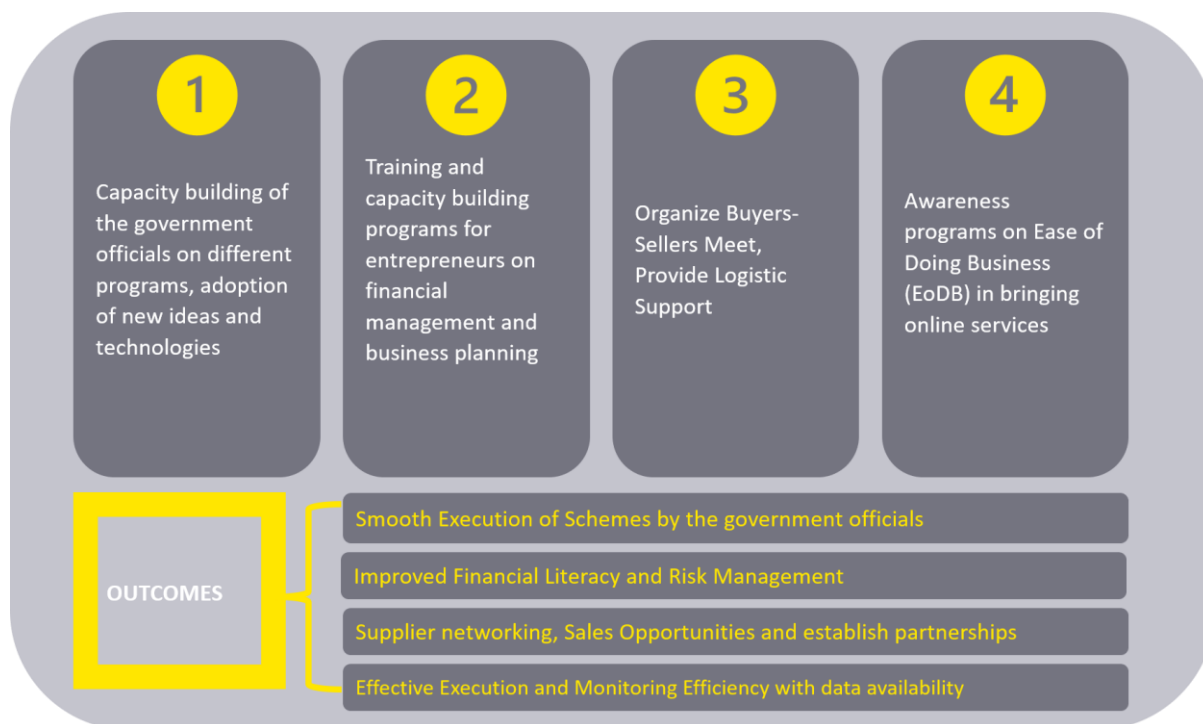 1
Capacity building of
the government
officials on different
programs, adoption
of new ideas and
technologies
2
Training and
capacity building
programs for
entrepreneurs on
financial
management and
business planning
3
Organize Buyers-
Sellers Meet,
Provide Logistic
Support
4
Awareness
programs on Ease of
Doing Business
(EoDB) in bringing
online services
OUTCOMES
Smooth Execution of Schemes by the government officials
Improved Financial Literacy and Risk Management
Supplier networking, Sales Opportunities and establish partnerships
Effective Execution and Monitoring Efficiency with data availability